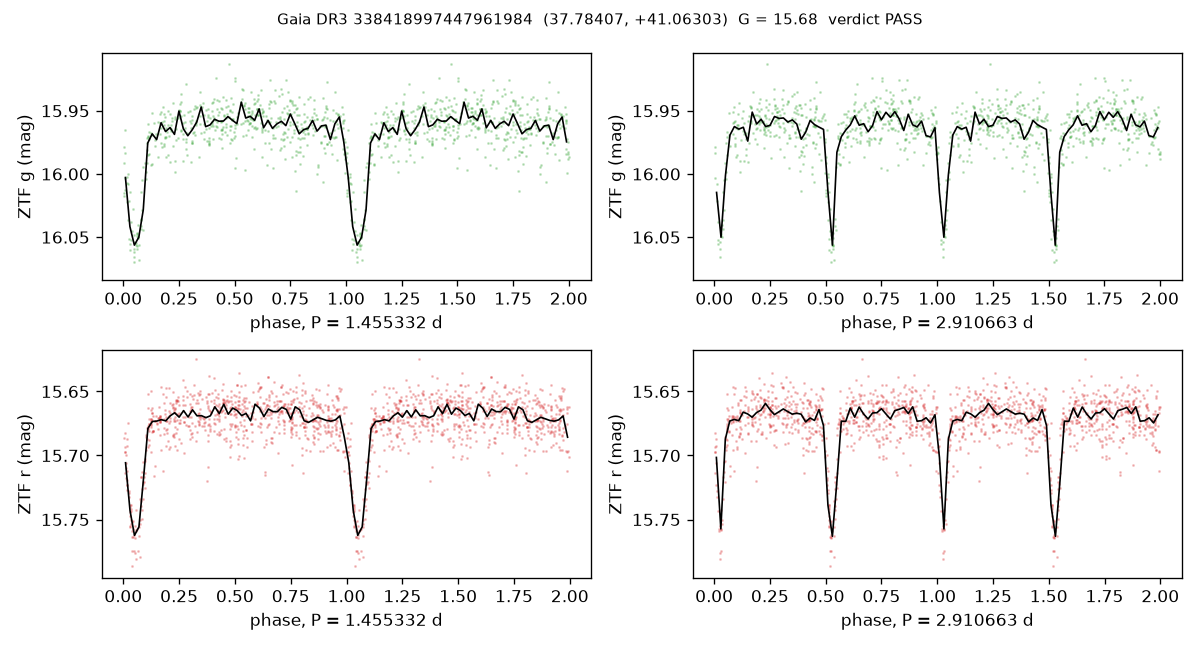 Gaia DR3 338418997447961984 (37.78407, +41.06303) G = 15.68 verdict PASS
ZTF g (mag)
15.95
16.00
16.05
0.00 0.25 0.50 0.75 1.00 1.25 1.50 1.75 2.00
phase, P = 1.455332 d
ZTF g (mag)
15.95
16.00
16.05
0.00 0.25 0.50 0.75 1.00 1.25 1.50 1.75 2.00
phase, P = 2.910663 d
ZTF r (mag)
15.65
15.70
15.75
0.00 0.25 0.50 0.75 1.00 1.25 1.50 1.75 2.00
phase, P = 1.455332 d
ZTF r (mag)
15.65
15.70
15.75
0.00 0.25 0.50 0.75 1.00 1.25 1.50 1.75 2.00
phase, P = 2.910663 d